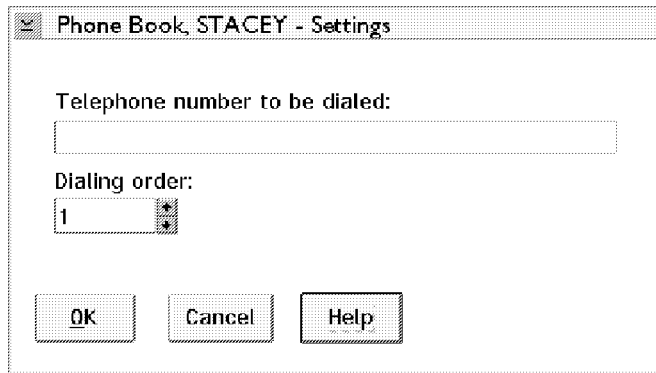 Phone Book, STACEY - Settings
Telephone number to be dialed:
Dialing order:
1
OK Cancel Help